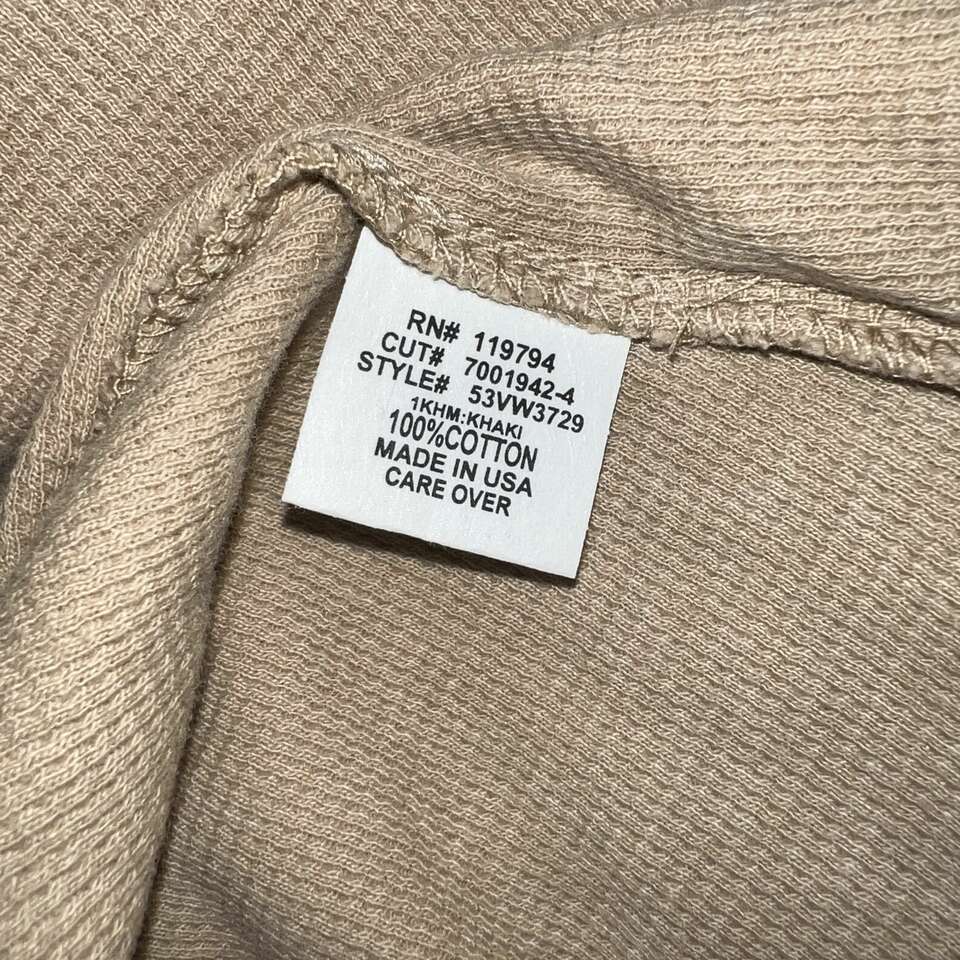 RN# 119794
CUT# 7001942-4
STYLE# 53VW3729
1KHM:KHAKI
100%COTTON
MADE IN USA
CARE OVER